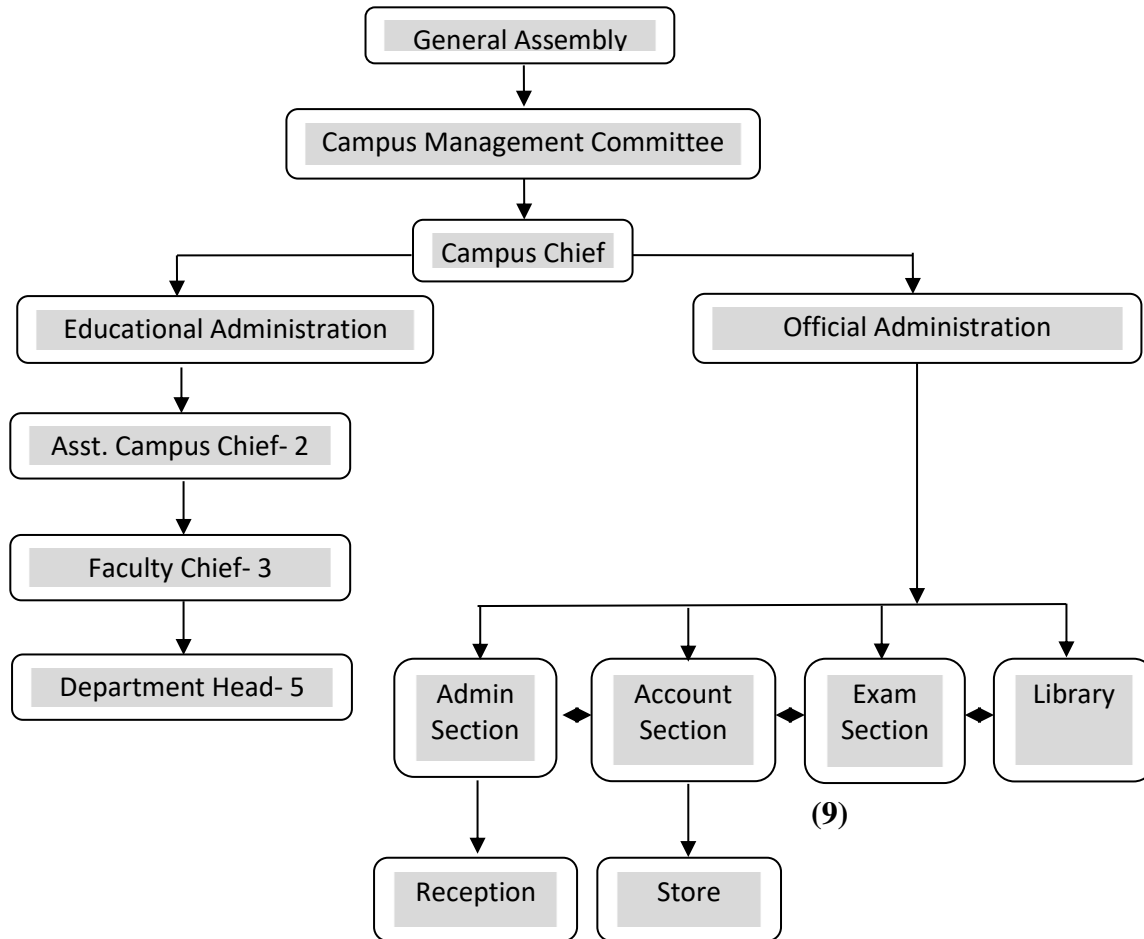 General Assembly
Campus Management Committee
Campus Chief
Educational Administration
Official Administration
Asst. Campus Chief- 2
Faculty Chief- 3
Department Head- 5
Admin
Section
Account
Section
Exam
Section
Library
(9)
Reception
Store